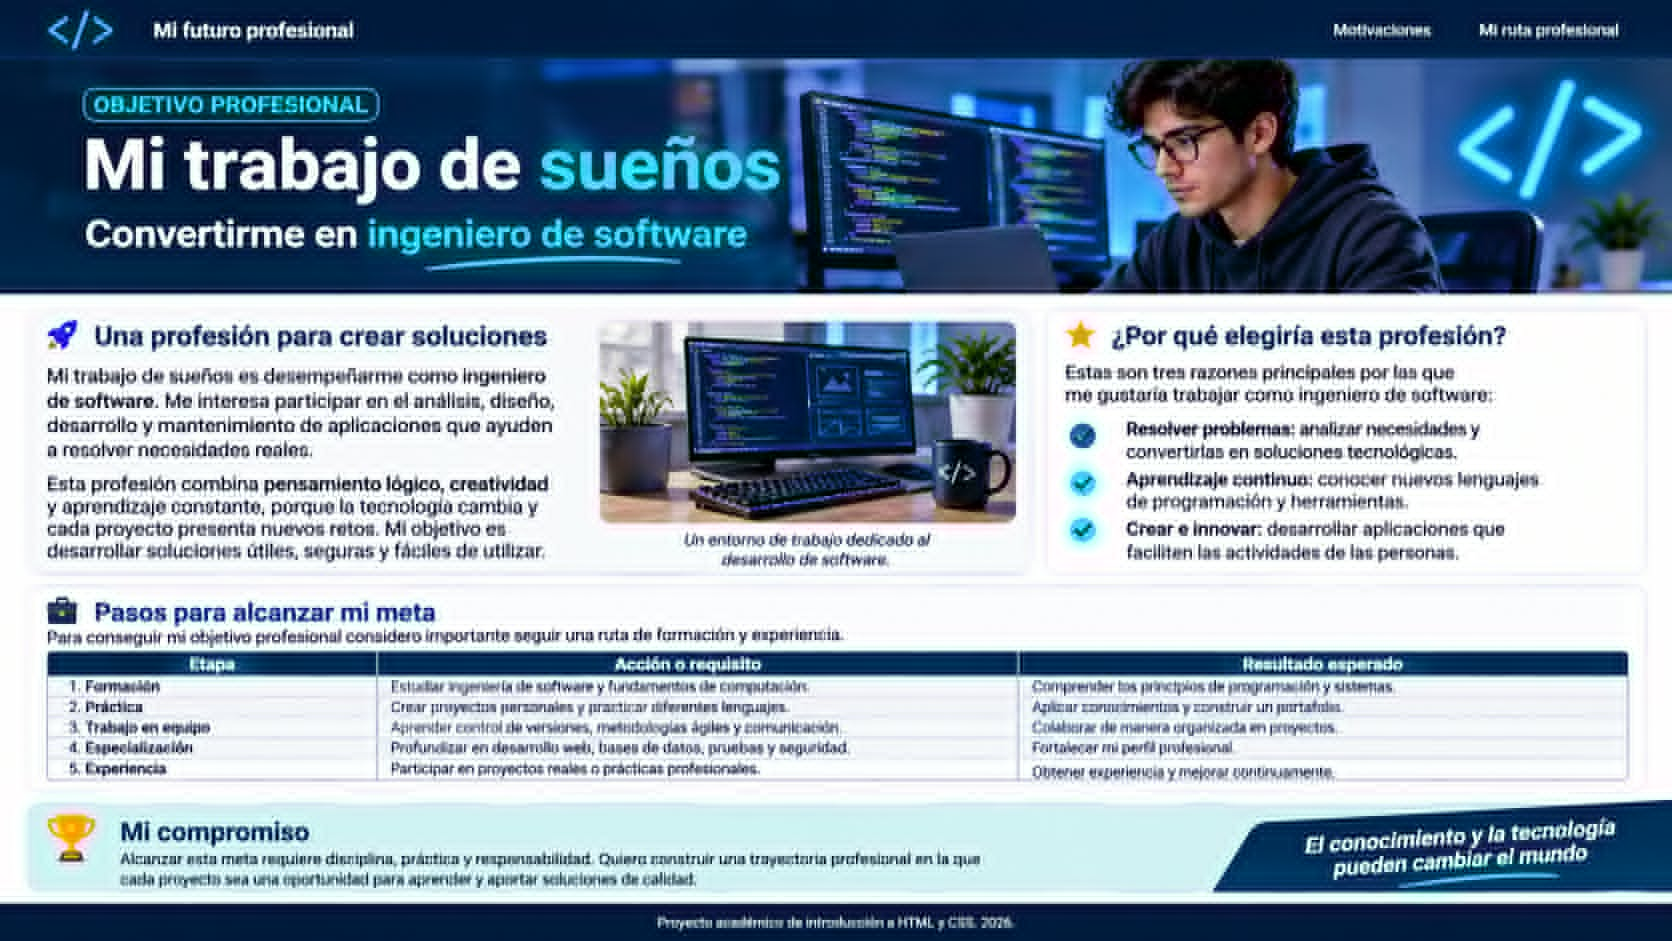 </> Mi futuro profesional Motivaciones Mi ruta profesional
OBJETIVO PROFESIONAL
Mi trabajo de sueños
Convertirme en ingeniero de software
</>
Una profesión para crear soluciones
Mi trabajo de sueños es desempeñarme como ingeniero
de software. Me interesa participar en el análisis, diseño,
desarrollo y mantenimiento de aplicaciones que ayuden
a resolver necesidades reales.
Esta profesión combina pensamiento lógico, creatividad
y aprendizaje constante, porque la tecnología cambia y
cada proyecto presenta nuevos retos. Mi objetivo es
desarrollar soluciones útiles, seguras y fáciles de utilizar.
</>
Un entorno de trabajo dedicado al
desarrollo de software.
¿Por qué elegiría esta profesión?
Estas son tres razones principales por las que
me gustaría trabajar como ingeniero de software:
Resolver problemas: analizar necesidades y
convertirlas en soluciones tecnológicas.
Aprendizaje continuo: conocer nuevos lenguajes
de programación y herramientas.
Crear e innovar: desarrollar aplicaciones que
faciliten las actividades de las personas.
Pasos para alcanzar mi meta
Para conseguir mi objetivo profesional considero importante seguir una ruta de formación y experiencia.
Etapa Acción o requisito Resultado esperado
1. Formación Estudiar ingeniería de software y fundamentos de computación. Comprender los principios de programación y sistemas.
2. Práctica Crear proyectos personales y practicar diferentes lenguajes. Aplicar conocimientos y construir un portafolio.
3. Trabajo en equipo Aprender control de versiones, metodologías ágiles y comunicación. Colaborar de manera organizada en proyectos.
4. Especialización Profundizar en desarrollo web, bases de datos, pruebas y seguridad. Fortalecer mi perfil profesional.
5. Experiencia Participar en proyectos reales o prácticas profesionales. Obtener experiencia y mejorar continuamente.
Mi compromiso
Alcanzar esta meta requiere disciplina, práctica y responsabilidad. Quiero construir una trayectoria profesional en la que
cada proyecto sea una oportunidad para aprender y aportar soluciones de calidad.
El conocimiento y la tecnología
pueden cambiar el mundo
Proyecto académico de introducción a HTML y CSS. 2026.